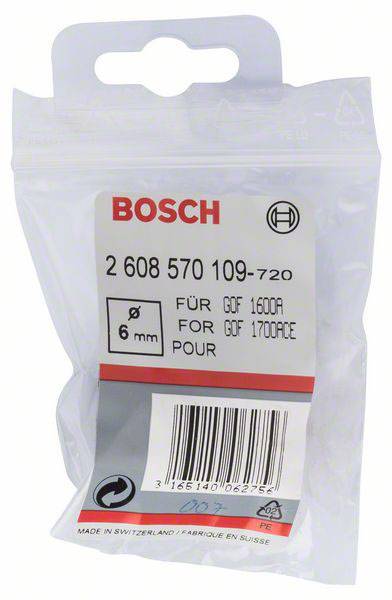 BOSCH
2 608 570 109-720
Ø
6 mm
FÜR GOF 1600A
FOR GOF 1700ACE
POUR
3 165140 062756
007
02
PE
MADE IN SWITZERLAND / FABRIQUE EN SUISSE